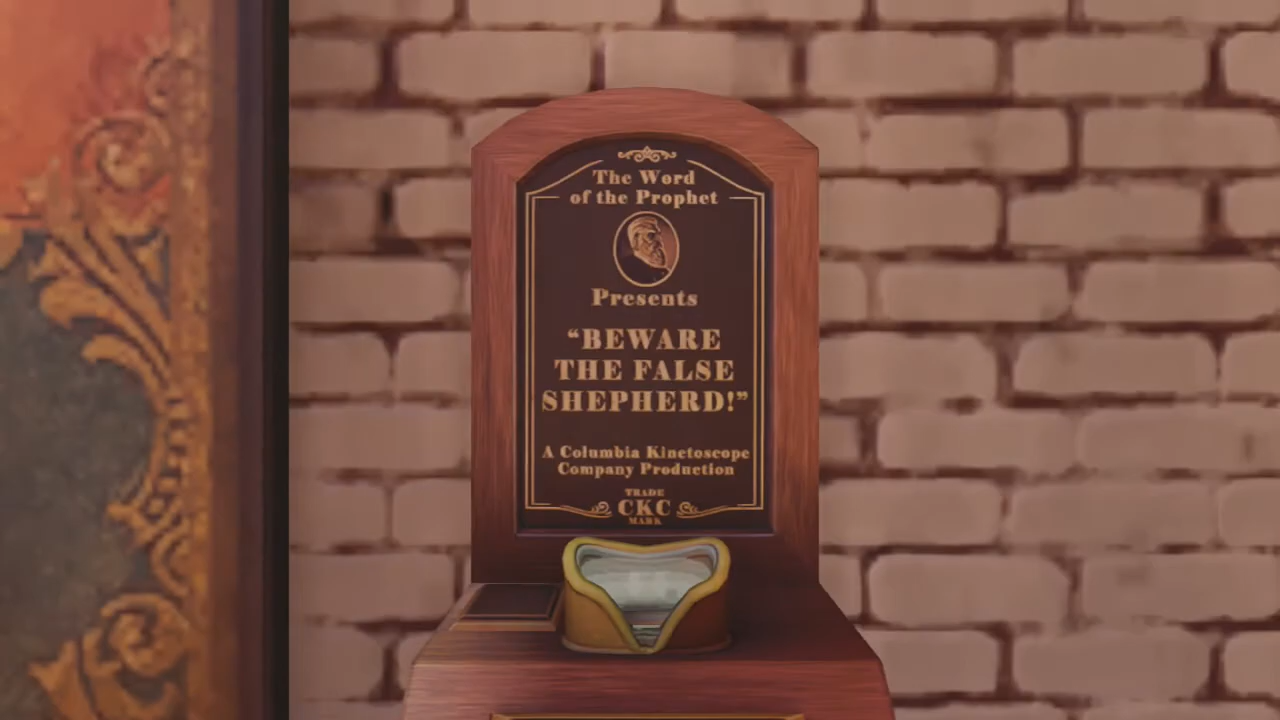 The Word
of the Prophet
Presents
“BEWARE
THE FALSE
SHEPHERD!”
A Columbia Kinetoscope
Company Production
TRADE
CKC
MARK